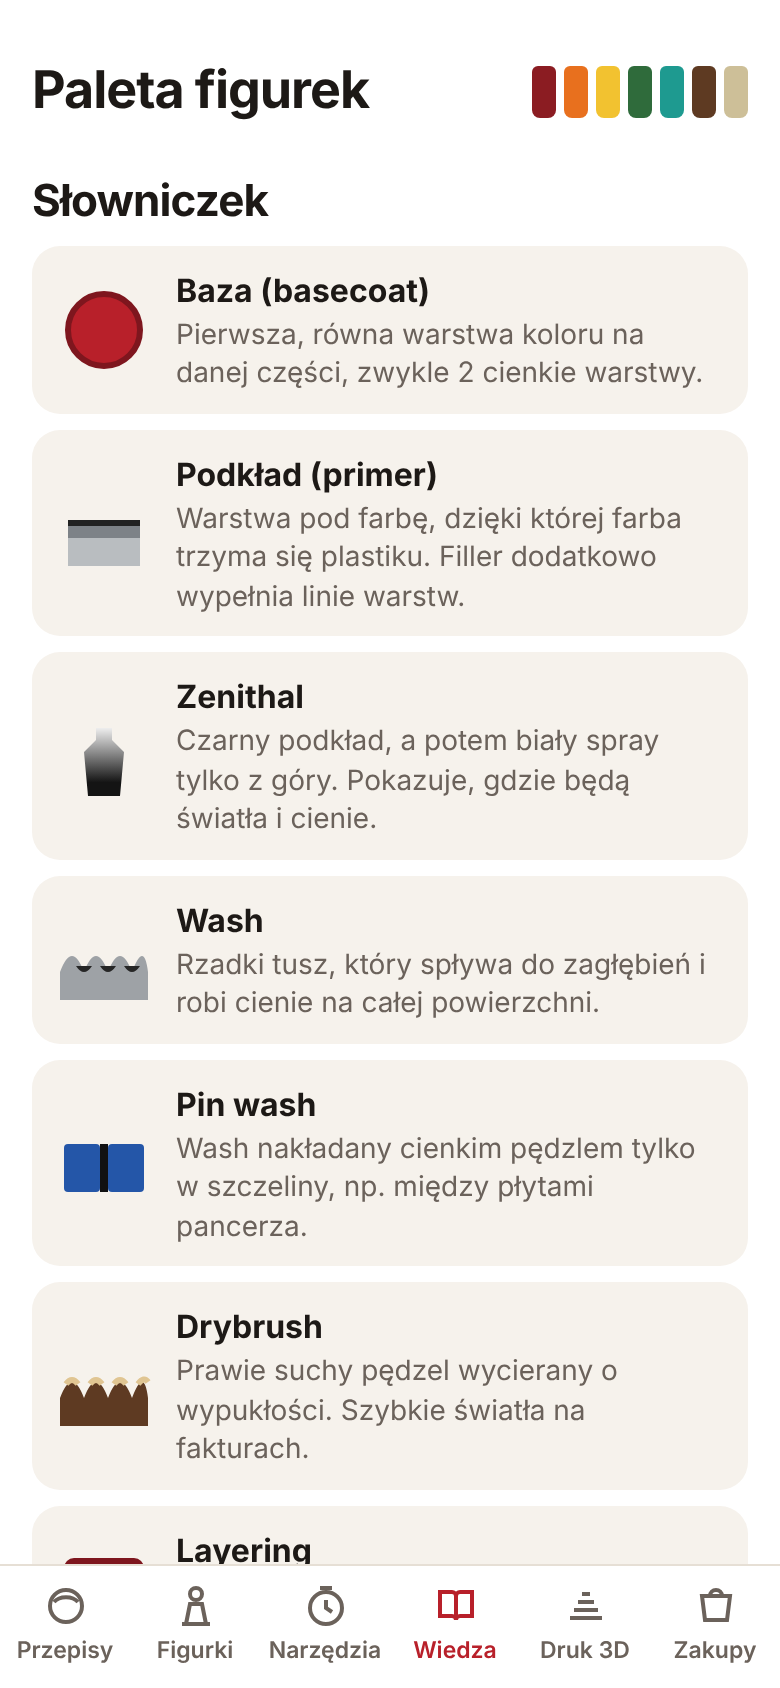 Paleta figurek
Słowniczek
Baza (basecoat)
Pierwsza, równa warstwa koloru na
danej części, zwykle 2 cienkie warstwy.
Podkład (primer)
Warstwa pod farbę, dzięki której farba
trzyma się plastiku. Filler dodatkowo
wypełnia linie warstw.
Zenithal
Czarny podkład, a potem biały spray
tylko z góry. Pokazuje, gdzie będą
światła i cienie.
Wash
Rzadki tusz, który spływa do zagłębień i
robi cienie na całej powierzchni.
Pin wash
Wash nakładany cienkim pędzlem tylko
w szczeliny, np. między płytami
pancerza.
Drybrush
Prawie suchy pędzel wycierany o
wypukłości. Szybkie światła na
fakturach.
Layering
Przepisy Figurki Narzędzia Wiedza Druk 3D Zakupy